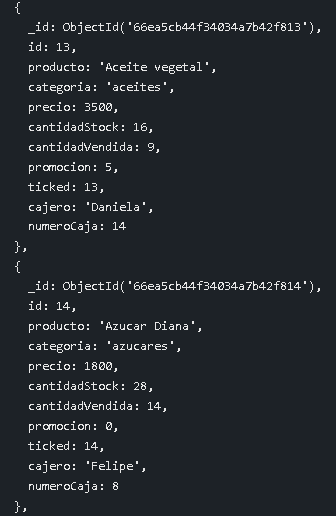 {
_id: ObjectId('66ea5cb44f34034a7b42f813'),
id: 13,
producto: 'Aceite vegetal',
categoria: 'aceites',
precio: 3500,
cantidadStock: 16,
cantidadVendida: 9,
promocion: 5,
ticked: 13,
cajero: 'Daniela',
numeroCaja: 14
},
{
_id: ObjectId('66ea5cb44f34034a7b42f814'),
id: 14,
producto: 'Azucar Diana',
categoria: 'azucares',
precio: 1800,
cantidadStock: 28,
cantidadVendida: 14,
promocion: 0,
ticked: 14,
cajero: 'Felipe',
numeroCaja: 8
},